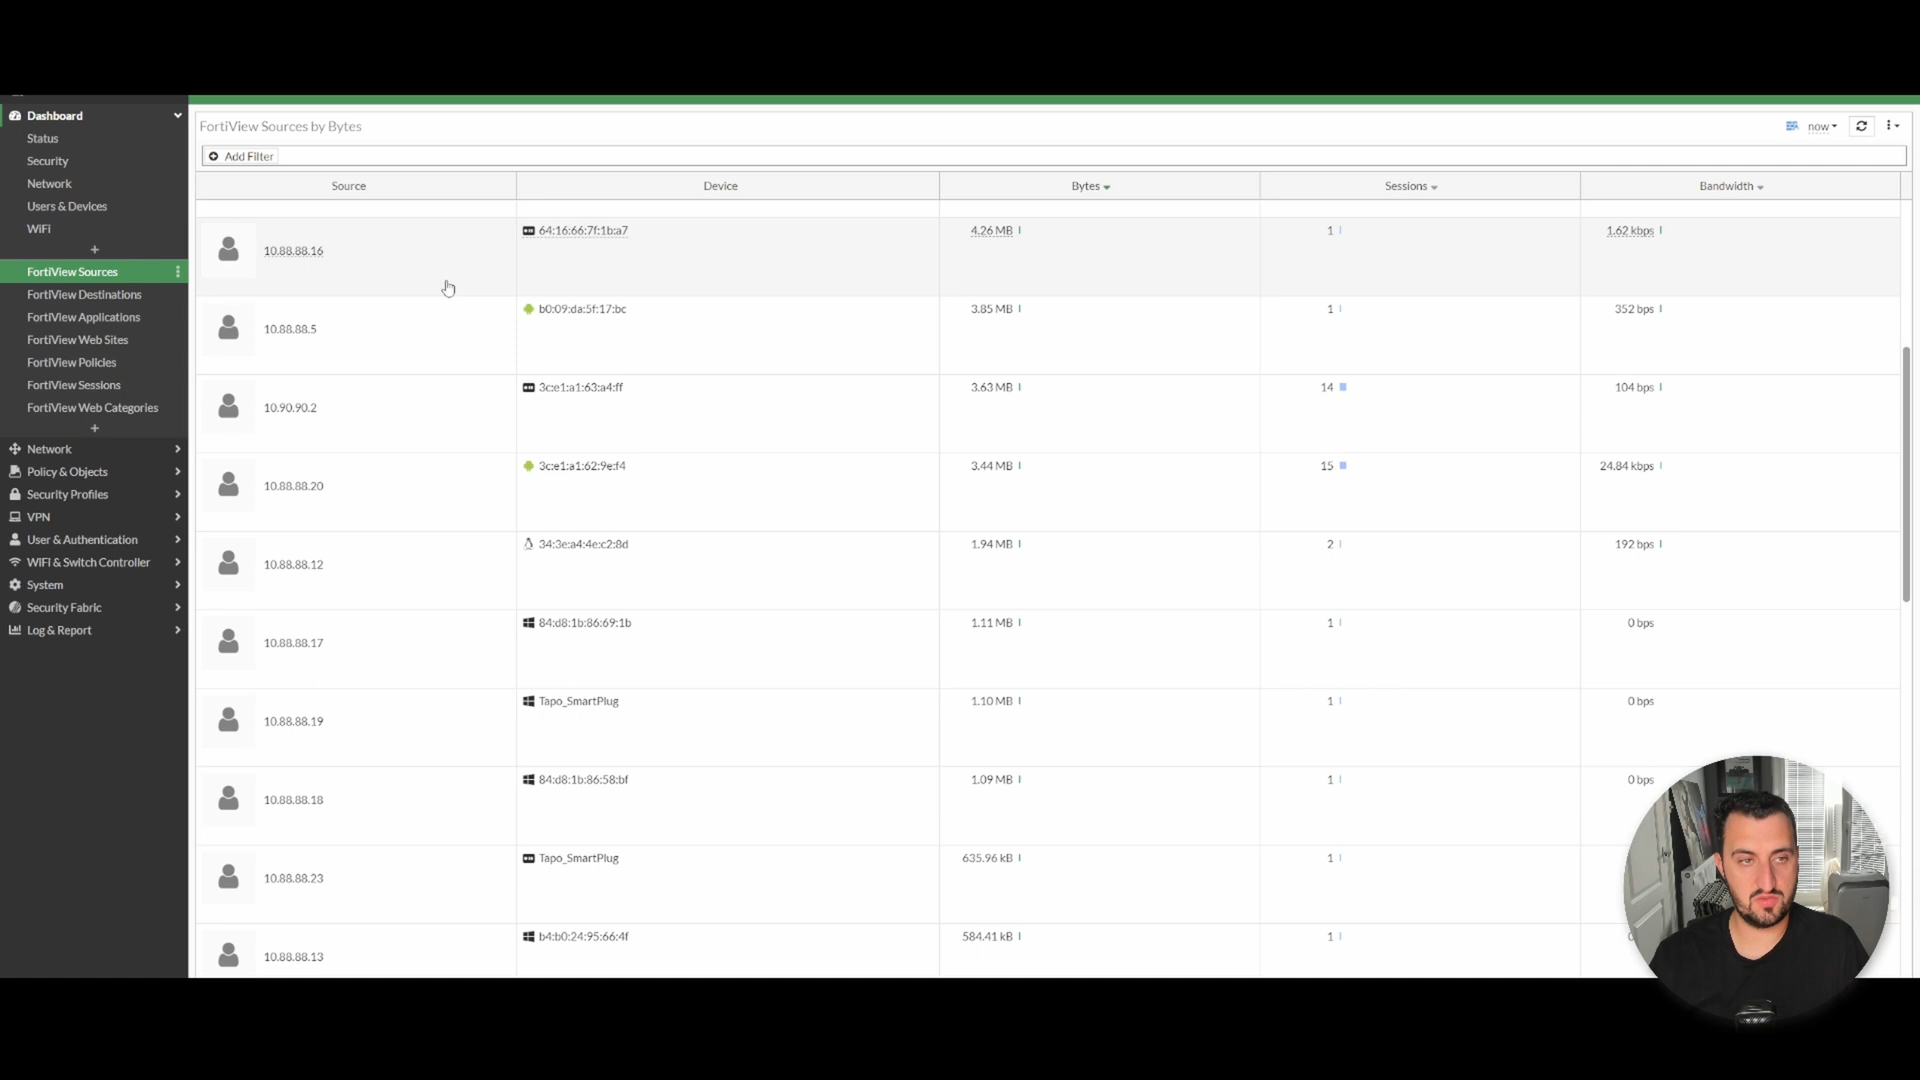 Dashboard
Status
Security
Network
Users & Devices
WiFi
FortiView Sources
FortiView Destinations
FortiView Applications
FortiView Web Sites
FortiView Policies
FortiView Sessions
FortiView Web Categories
Network
Policy & Objects
Security Profiles
VPN
User & Authentication
WiFi & Switch Controller
System
Security Fabric
Log & Report
FortiView Sources by Bytes
now
Add Filter
Source Device Bytes Sessions Bandwidth
10.88.88.16 64:16:66:7f:1b:a7 4.26 MB 1 1.62 kbps
10.88.88.5 b0:09:da:5f:17:bc 3.85 MB 1 352 bps
10.90.90.2 3c:e1:a1:63:a4:ff 3.63 MB 14 104 bps
10.88.88.20 3c:e1:a1:62:9e:f4 3.44 MB 15 24.84 kbps
10.88.88.12 34:3e:a4:4e:c2:8d 1.94 MB 2 192 bps
10.88.88.17 84:d8:1b:86:69:1b 1.11 MB 1 0 bps
10.88.88.19 Tapo_SmartPlug 1.10 MB 1 0 bps
10.88.88.18 84:d8:1b:86:58:bf 1.09 MB 1 0 bps
10.88.88.23 Tapo_SmartPlug 635.96 kB 1
10.88.88.13 b4:b0:24:95:66:4f 584.41 kB 1